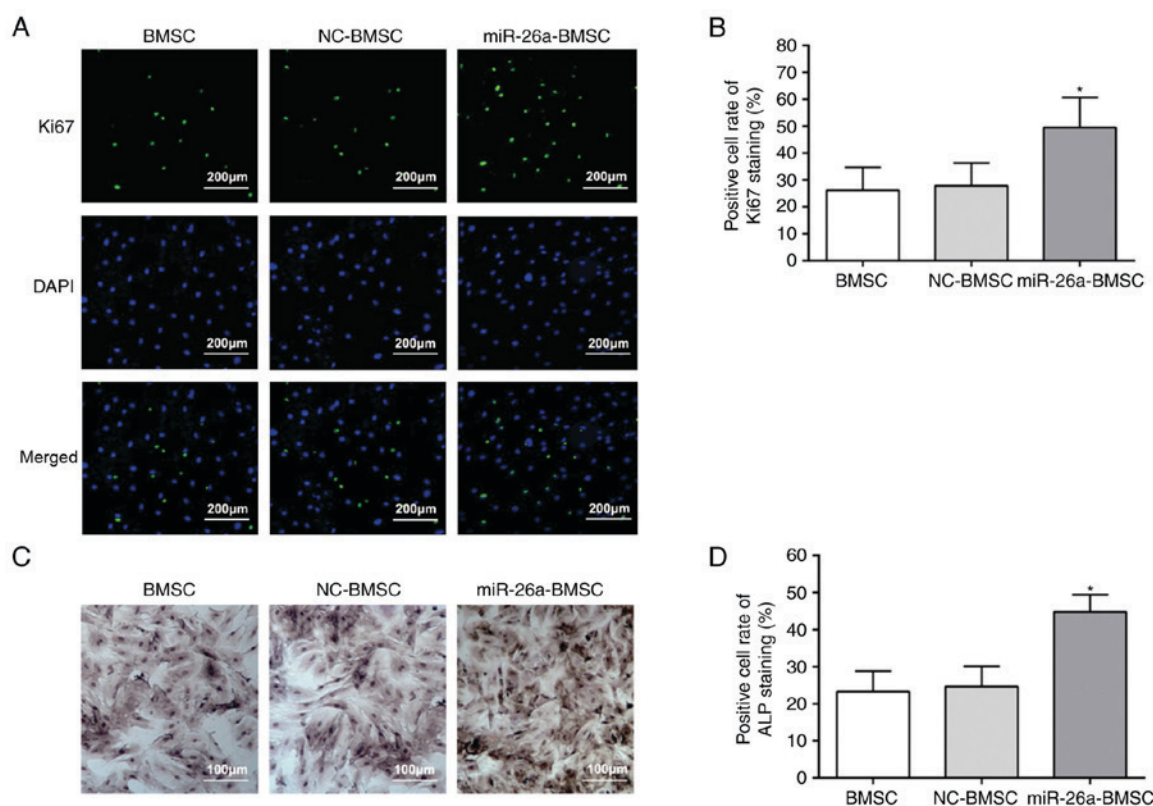 A
BMSC
NC-BMSC
miR-26a-BMSC
Ki67
200µm
200µm
200µm
DAPI
200µm
200µm
200µm
Merged
200µm
200µm
200µm
B
Positive cell rate of
Ki67 staining (%)
80
70
60
50
40
30
20
10
0
*
BMSC
NC-BMSC
miR-26a-BMSC
C
BMSC
NC-BMSC
miR-26a-BMSC
100µm
100µm
100µm
D
Positive cell rate of
ALP staining (%)
60
50
40
30
20
10
0
*
BMSC
NC-BMSC
miR-26a-BMSC